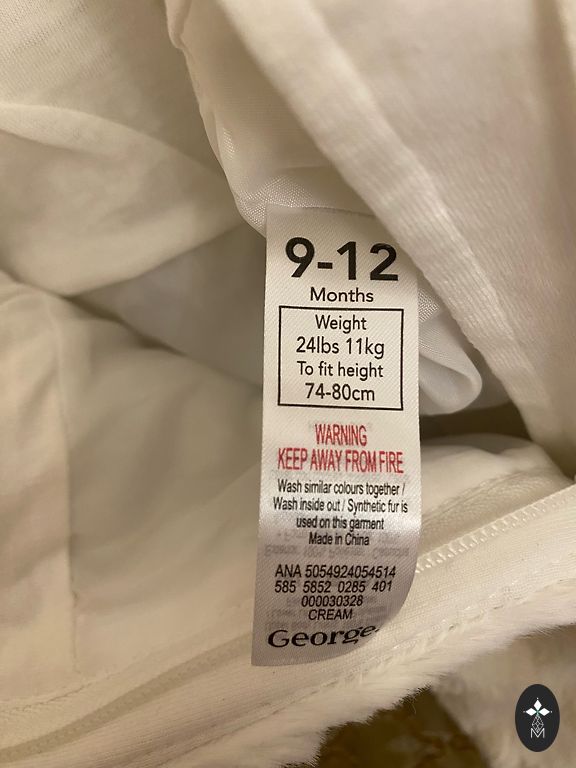 9-12
Months
Weight
24lbs 11kg
To fit height
74-80cm
WARNING
KEEP AWAY FROM FIRE
Wash similar colours together /
Wash inside out / Synthetic fur is
used on this garment
Made in China
ANA 5054924054514
585 5852 0285 401
000030328
CREAM
George
M